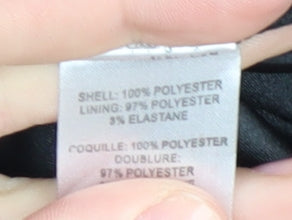 SHELL: 100% POLYESTER
LINING: 97% POLYESTER
3% ELASTANE
COQUILLE: 100% POLYESTER
DOUBLURE:
97% POLYESTER